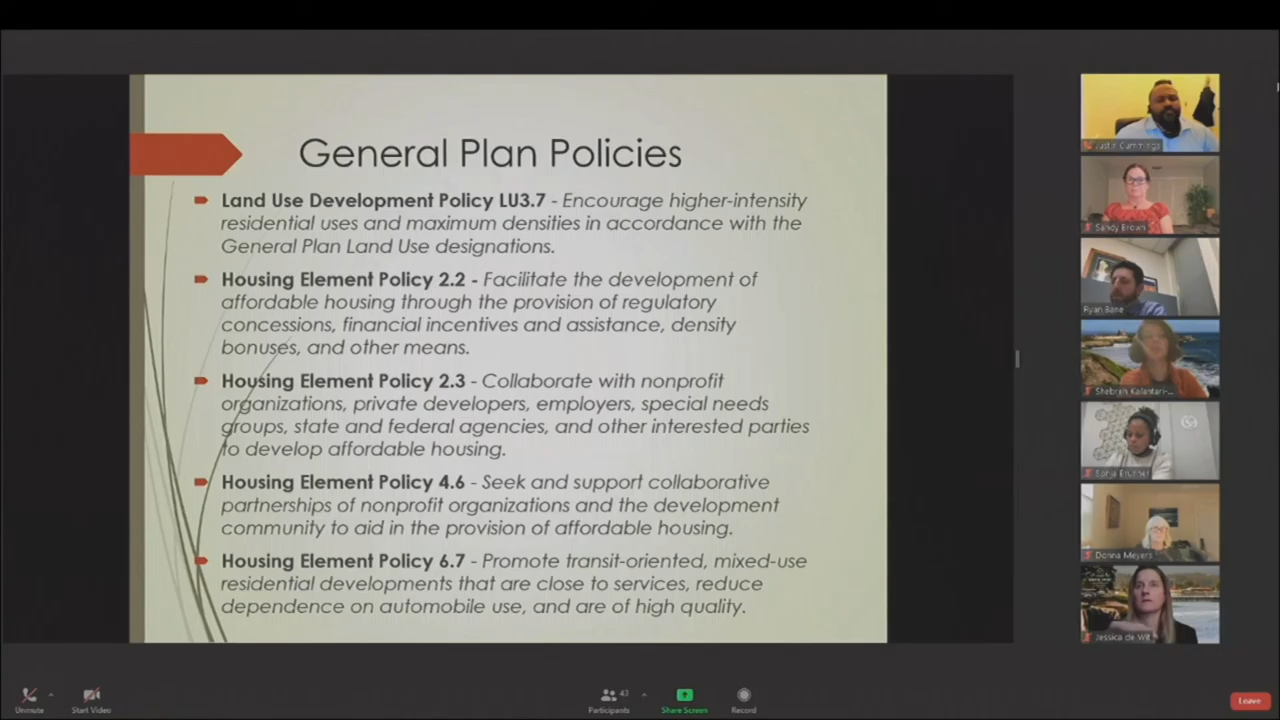 General Plan Policies
Land Use Development Policy LU3.7 - Encourage higher-intensity
residential uses and maximum densities in accordance with the
General Plan Land Use designations.
Housing Element Policy 2.2 - Facilitate the development of
affordable housing through the provision of regulatory
concessions, financial incentives and assistance, density
bonuses, and other means.
Housing Element Policy 2.3 - Collaborate with nonprofit
organizations, private developers, employers, special needs
groups, state and federal agencies, and other interested parties
to develop affordable housing.
Housing Element Policy 4.6 - Seek and support collaborative
partnerships of nonprofit organizations and the development
community to aid in the provision of affordable housing.
Housing Element Policy 6.7 - Promote transit-oriented, mixed-use
residential developments that are close to services, reduce
dependence on automobile use, and are of high quality.
Justin Cummings
Sandy Brown
Ryan Bane
Shebreh Kalantari-...
Sonja Brunner
Donna Meyers
Jessica de Wit
Unmute
Start Video
43
Participants
Share Screen
Record
Leave